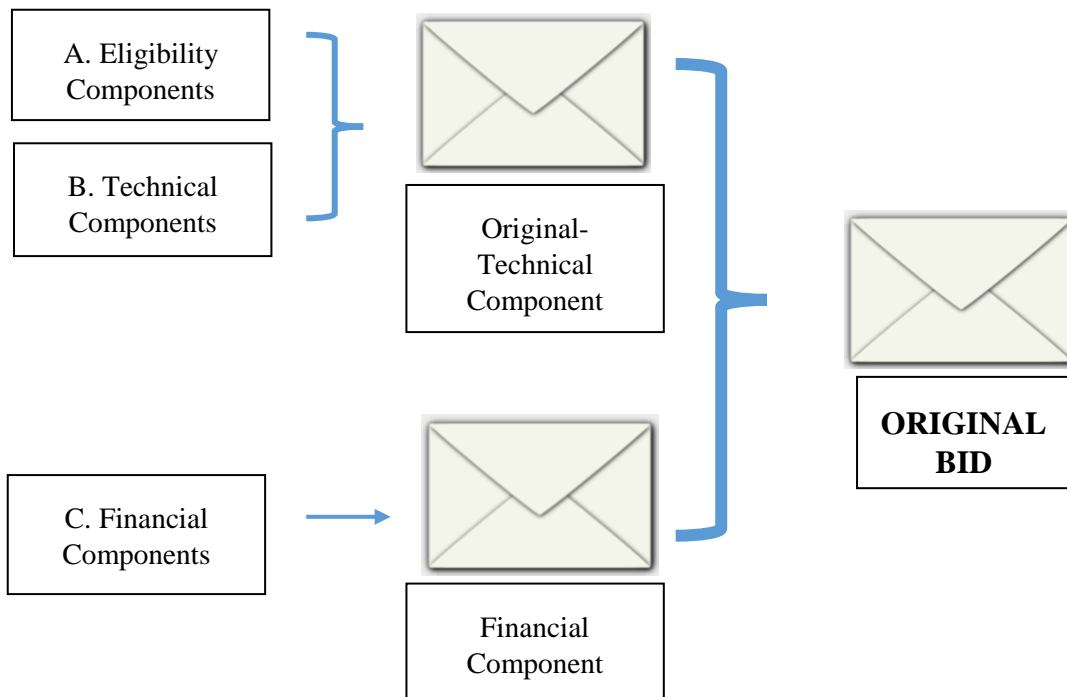 A. Eligibility
Components
B. Technical
Components
Original-
Technical
Component
ORIGINAL
BID
C. Financial
Components
Financial
Component